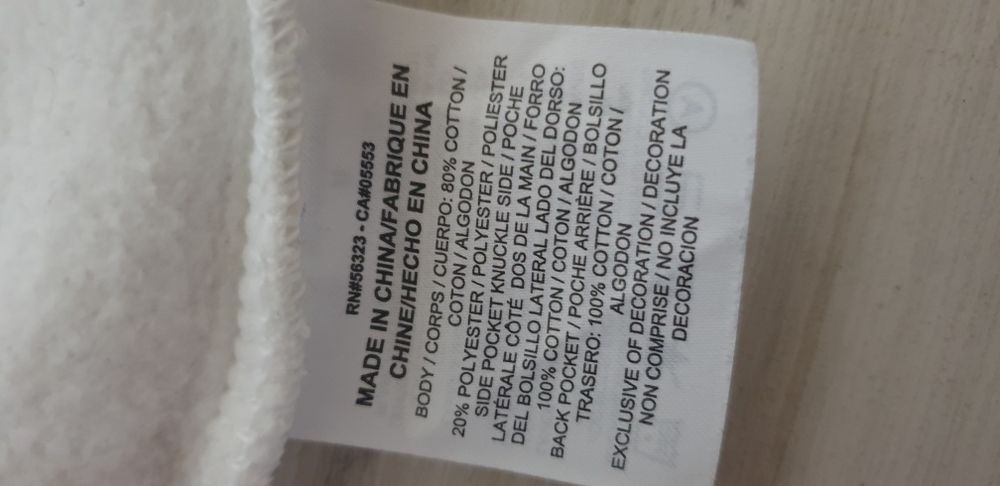 RN#56323 - CA#05553
MADE IN CHINA/FABRIQUE EN
CHINE/HECHO EN CHINA
BODY / CORPS / CUERPO: 80% COTTON /
COTON / ALGODON
20% POLYESTER / POLYESTER / POLIESTER
SIDE POCKET KNUCKLE SIDE / POCHE
LATÉRALE CÔTÉ DOS DE LA MAIN / FORRO
DEL BOLSILLO LATERAL LADO DEL DORSO:
100% COTTON / COTON / ALGODON
BACK POCKET / POCHE ARRIÈRE / BOLSILLO
TRASERO: 100% COTTON / COTON /
ALGODON
EXCLUSIVE OF DECORATION / DECORATION
NON COMPRISE / NO INCLUYE LA
DECORACION